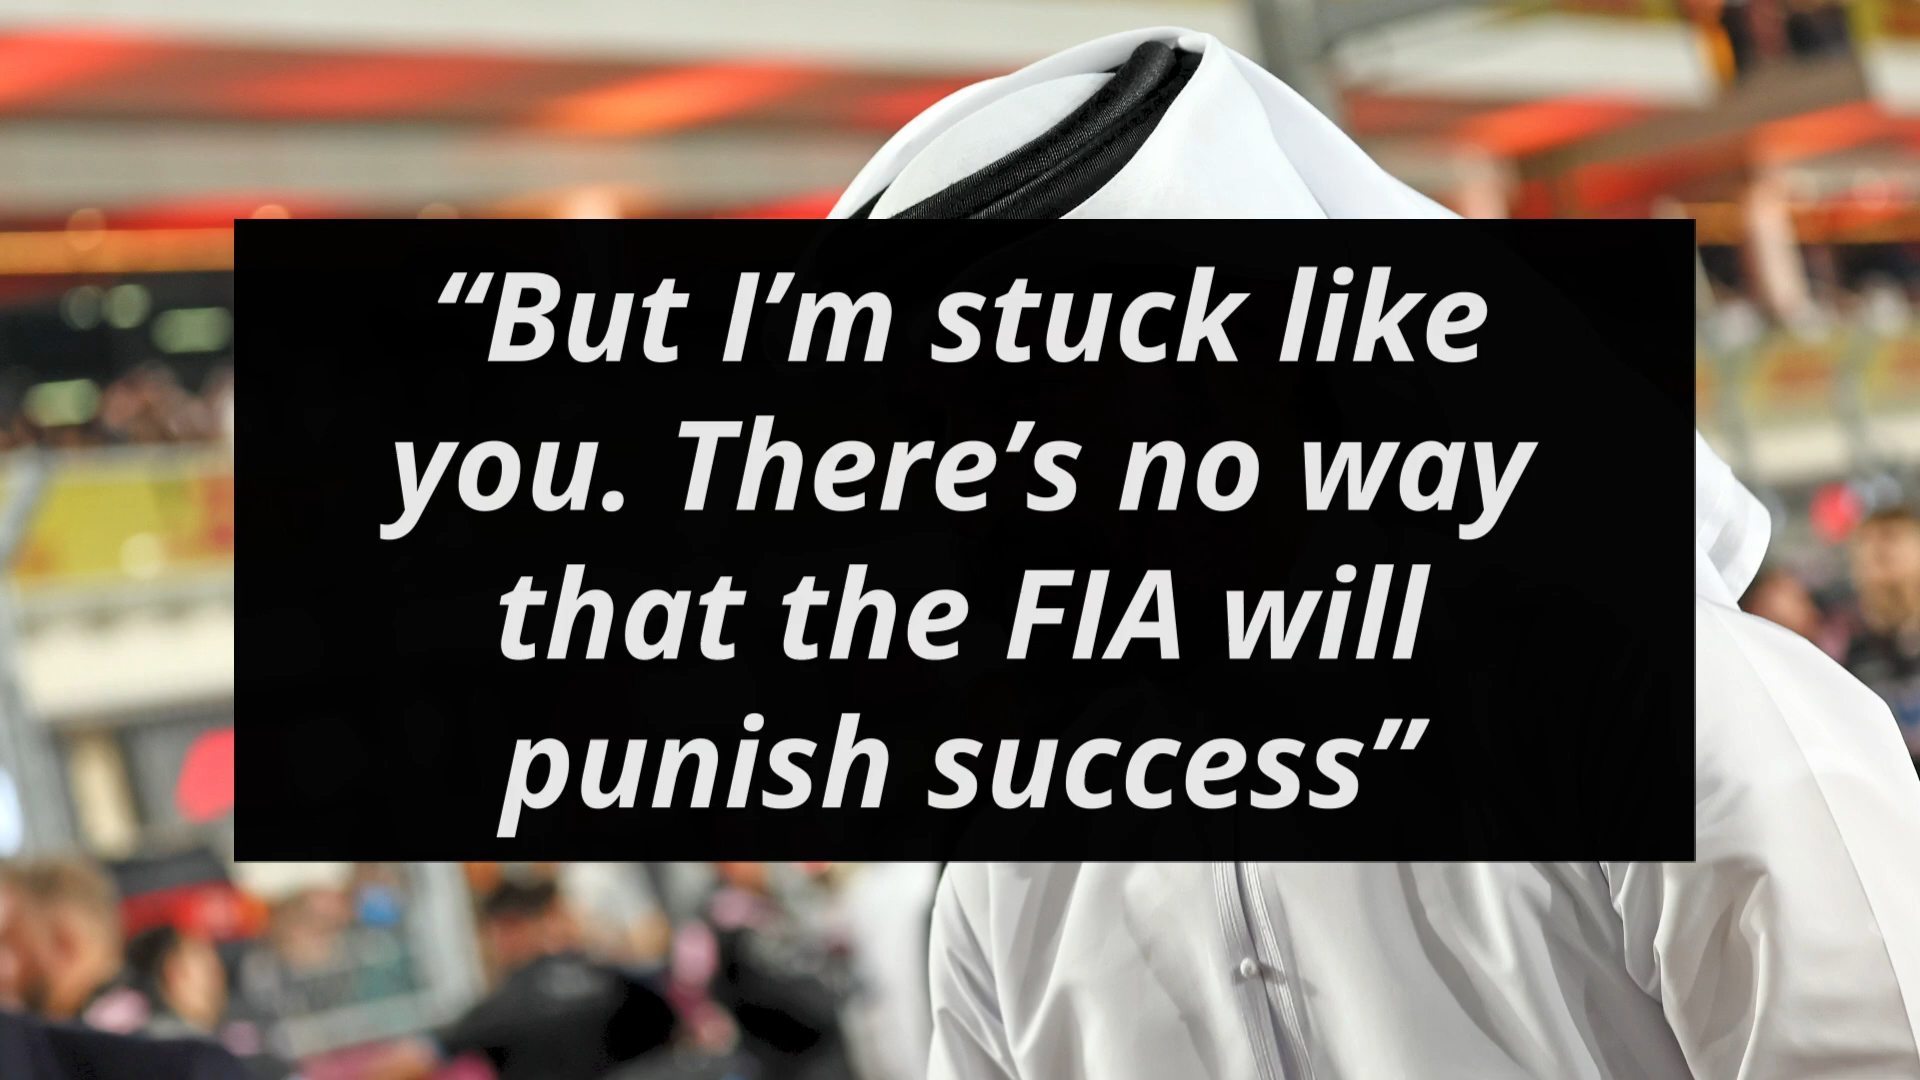 “But I’m stuck like
you. There’s no way
that the FIA will
punish success”